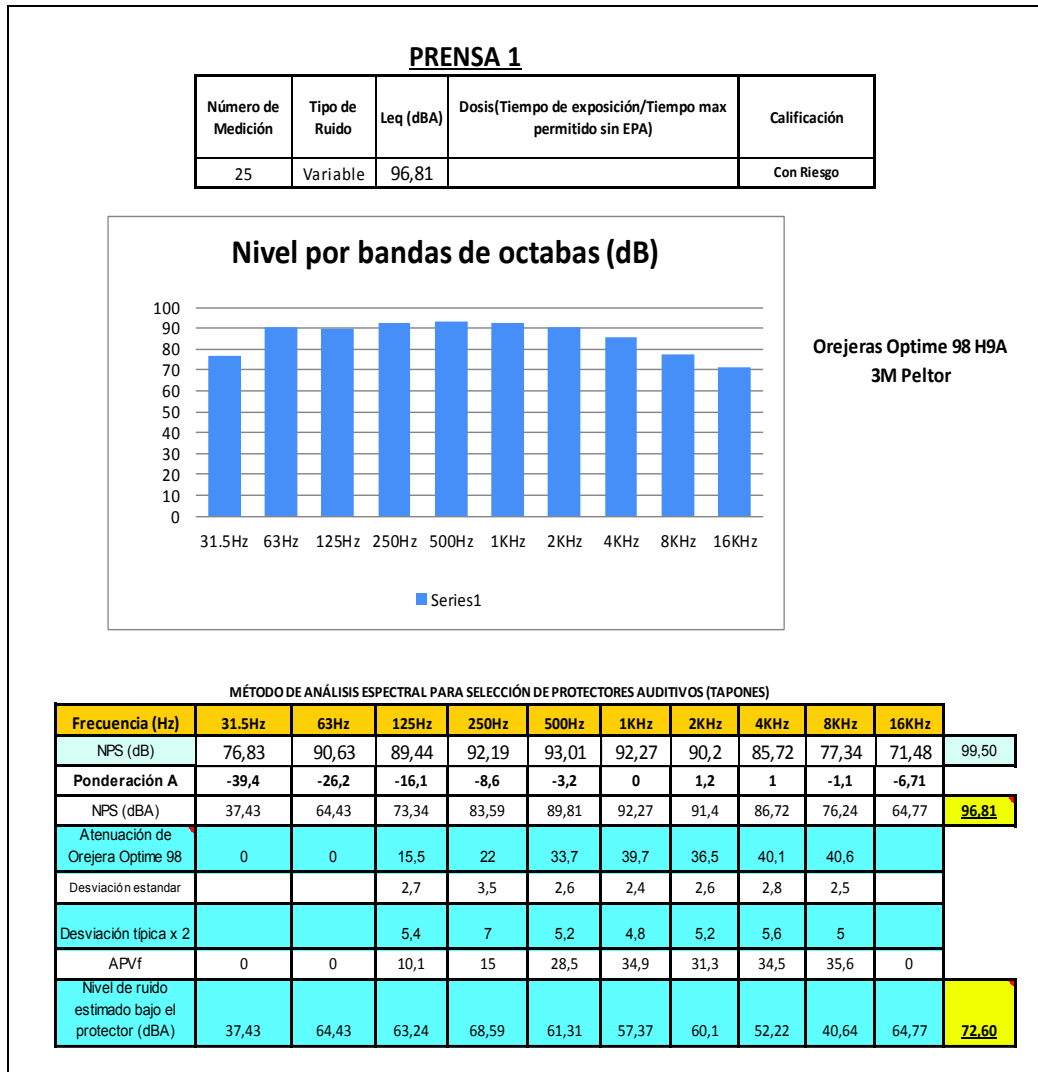 PRENSA 1
Número de Medición Tipo de Ruido Leq (dBA) Dosis(Tiempo de exposición/Tiempo max permitido sin EPA) Calificación
25 Variable 96,81 Con Riesgo
Nivel por bandas de octabas (dB)
100
90
80
70
60
50
40
30
20
10
0
31.5Hz 63Hz 125Hz 250Hz 500Hz 1KHz 2KHz 4KHz 8KHz 16KHz
Series1
Orejeras Optime 98 H9A
3M Peltor
MÉTODO DE ANÁLISIS ESPECTRAL PARA SELECCIÓN DE PROTECTORES AUDITIVOS (TAPONES)
Frecuencia (Hz) 31.5Hz 63Hz 125Hz 250Hz 500Hz 1KHz 2KHz 4KHz 8KHz 16KHz
NPS (dB) 76,83 90,63 89,44 92,19 93,01 92,27 90,2 85,72 77,34 71,48 99,50
Ponderación A -39,4 -26,2 -16,1 -8,6 -3,2 0 1,2 1 -1,1 -6,71
NPS (dBA) 37,43 64,43 73,34 83,59 89,81 92,27 91,4 86,72 76,24 64,77 96,81
Atenuación de Orejera Optime 98 0 0 15,5 22 33,7 39,7 36,5 40,1 40,6
Desviación estandar 2,7 3,5 2,6 2,4 2,6 2,8 2,5
Desviación típica x 2 5,4 7 5,2 4,8 5,2 5,6 5
APVf 0 0 10,1 15 28,5 34,9 31,3 34,5 35,6 0
Nivel de ruido estimado bajo el protector (dBA) 37,43 64,43 63,24 68,59 61,31 57,37 60,1 52,22 40,64 64,77 72,60